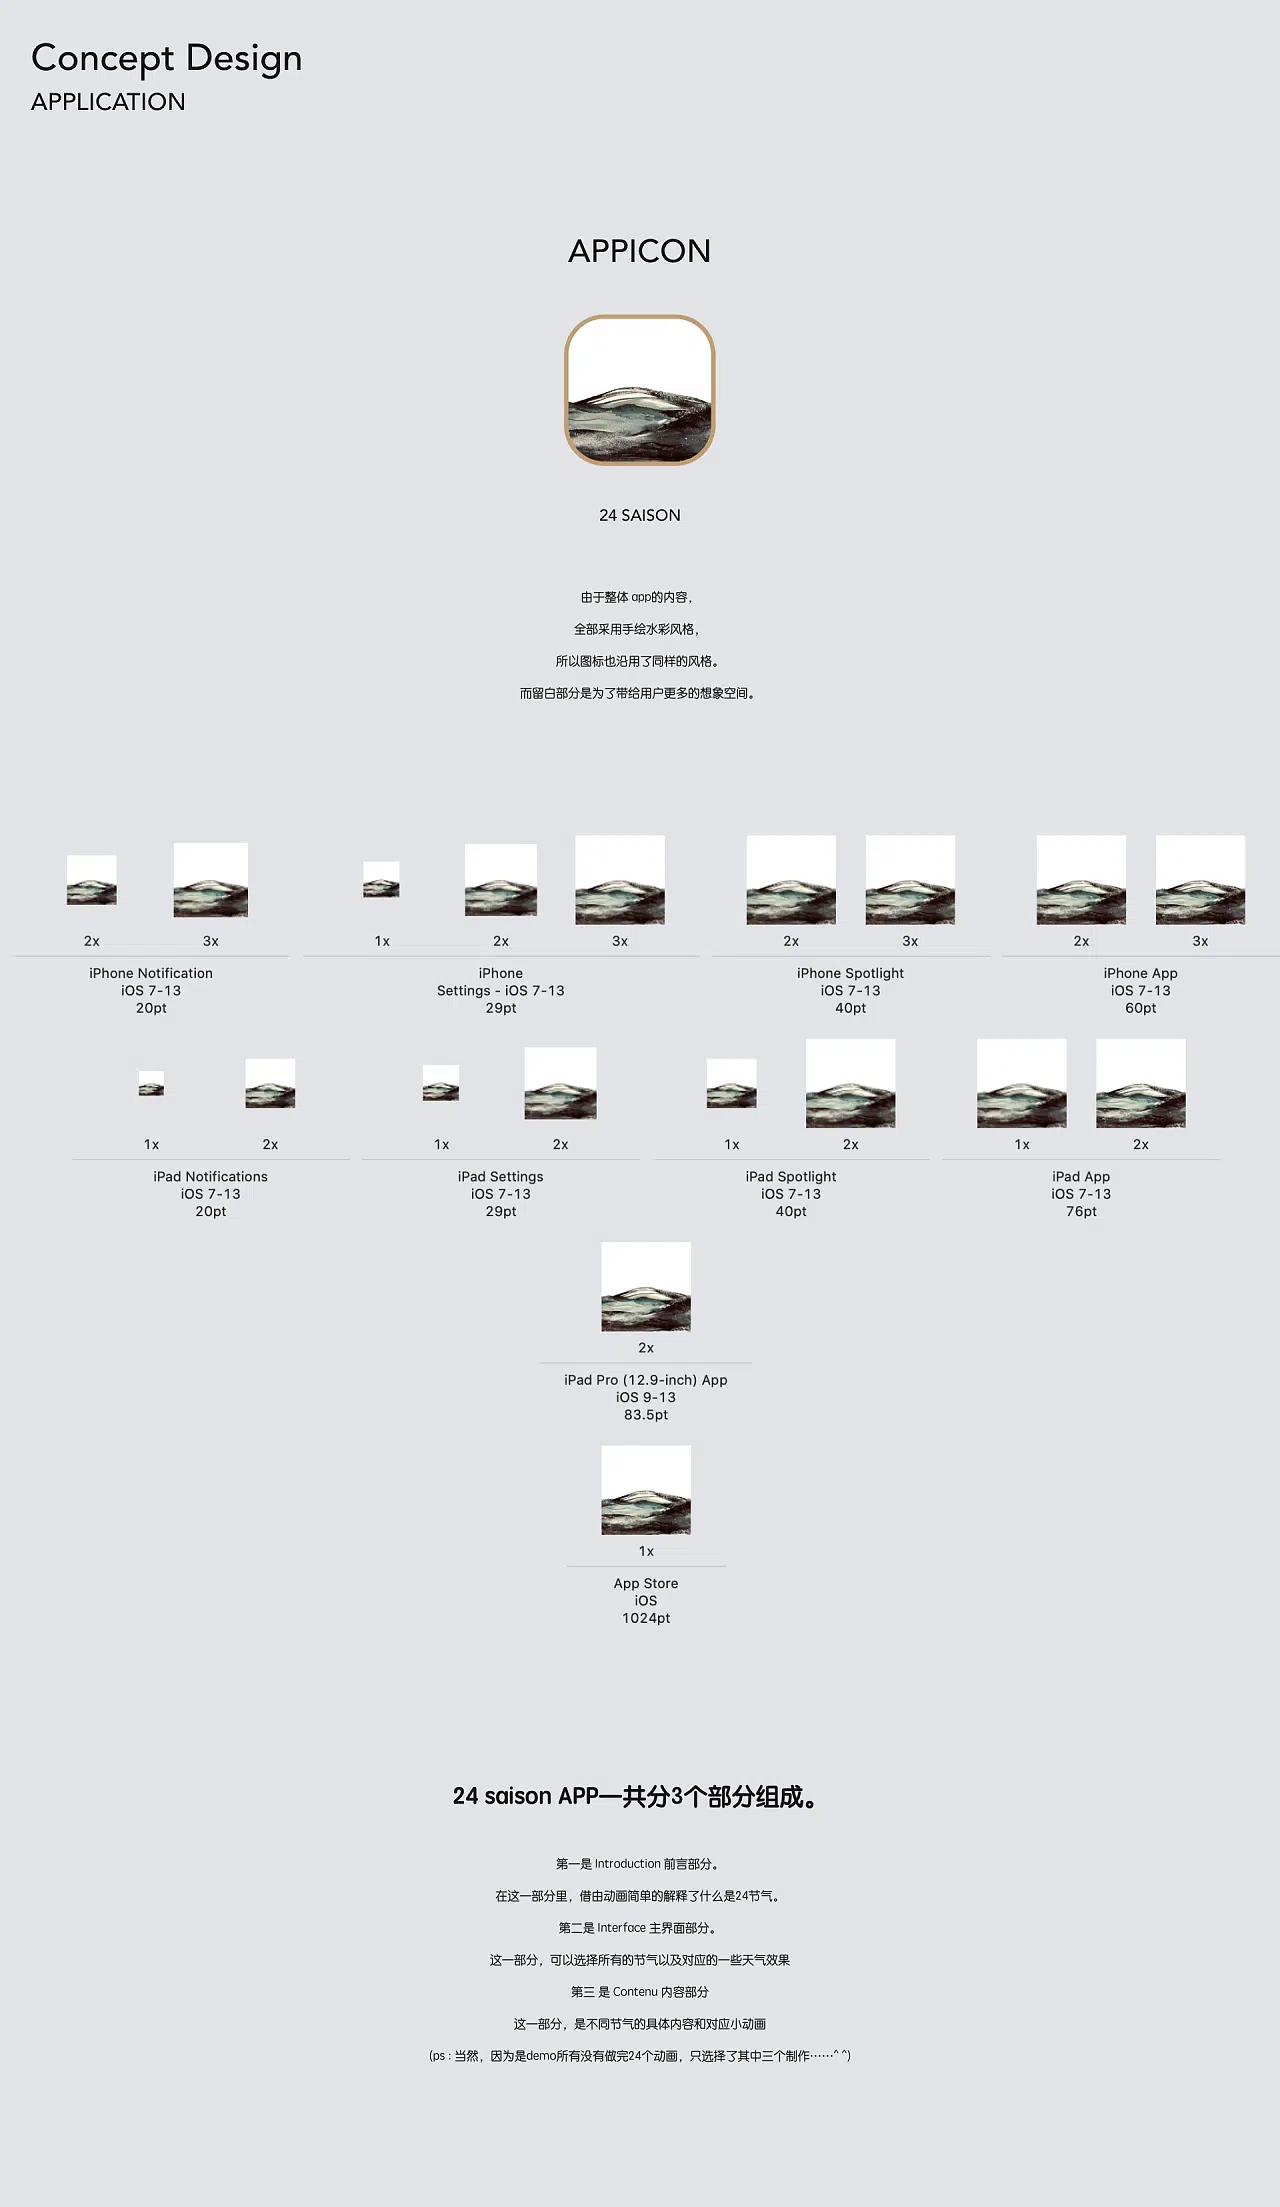 Concept Design
APPLICATION
APPICON
24 SAISON
由于整体 app的内容，
全部采用手绘水彩风格，
所以图标也沿用了同样的风格。
而留白部分是为了带给用户更多的想象空间。
2x 3x 1x 2x 3x 2x 3x 2x 3x
iPhone Notification iPhone iPhone Spotlight iPhone App
iOS 7-13 Settings - iOS 7-13 iOS 7-13 iOS 7-13
20pt 29pt 40pt 60pt
1x 2x 1x 2x 1x 2x 1x 2x
iPad Notifications iPad Settings iPad Spotlight iPad App
iOS 7-13 iOS 7-13 iOS 7-13 iOS 7-13
20pt 29pt 40pt 76pt
2x
iPad Pro (12.9-inch) App
iOS 9-13
83.5pt
1x
App Store
iOS
1024pt
24 saison APP一共分3个部分组成。
第一是 Introduction 前言部分。
在这一部分里，借由动画简单的解释了什么是24节气。
第二是 Interface 主界面部分。
这一部分，可以选择所有的节气以及对应的一些天气效果
第三 是 Contenu 内容部分
这一部分，是不同节气的具体内容和对应小动画
(ps : 当然，因为是demo所有没有做完24个动画，只选择了其中三个制作……^ ^)